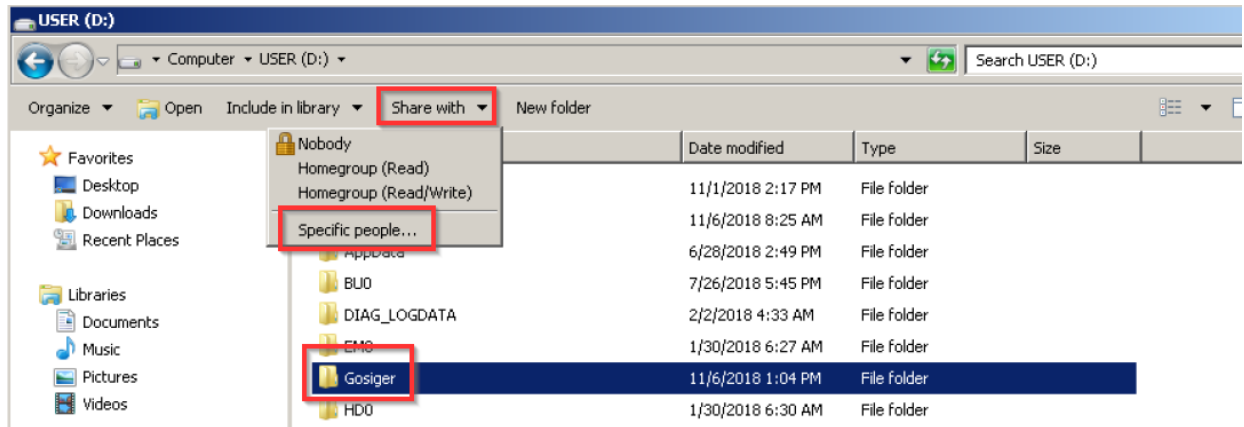 USER (D:)
Computer USER (D:) Search USER (D:)
Organize Open Include in library Share with New folder
Date modified Type Size
Favorites
Desktop
Downloads
Recent Places
Libraries
Documents
Music
Pictures
Videos
Nobody
Homegroup (Read)
Homegroup (Read/Write)
Specific people...
11/1/2018 2:17 PM File folder
11/6/2018 8:25 AM File folder
AppData 6/28/2018 2:49 PM File folder
BU0 7/26/2018 5:45 PM File folder
DIAG_LOGDATA 2/2/2018 4:33 AM File folder
EM0 1/30/2018 6:27 AM File folder
Gosiger 11/6/2018 1:04 PM File folder
HD0 1/30/2018 6:30 AM File folder